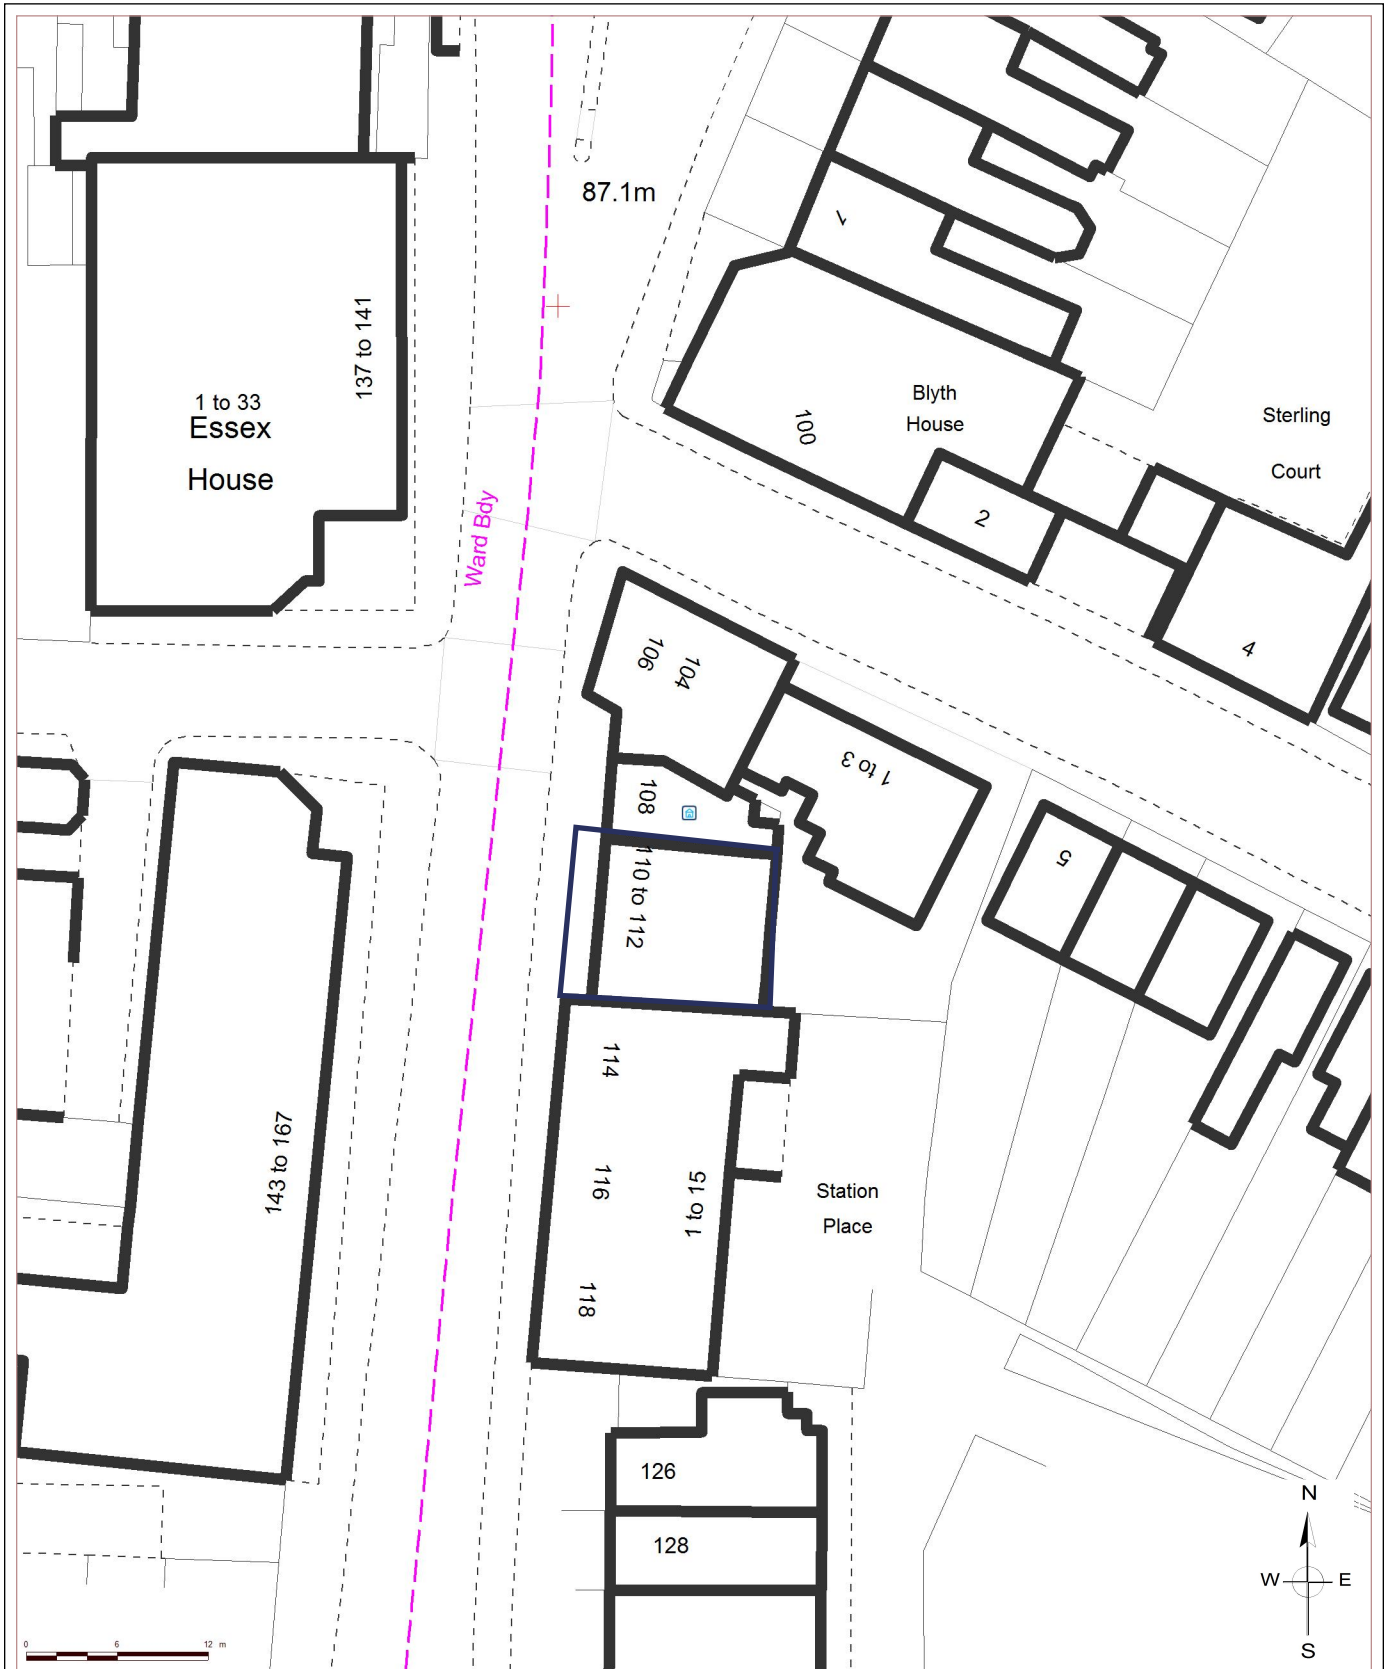 87.1m
1
137 to 141
1 to 33
Essex
House
Blyth
House
100
Sterling
Court
2
Ward Bdy
4
106
104
1 to 3
108
110 to 112
5
114
143 to 167
116
1 to 15
Station
Place
118
126
128
N
W E
S
0 6 12 m